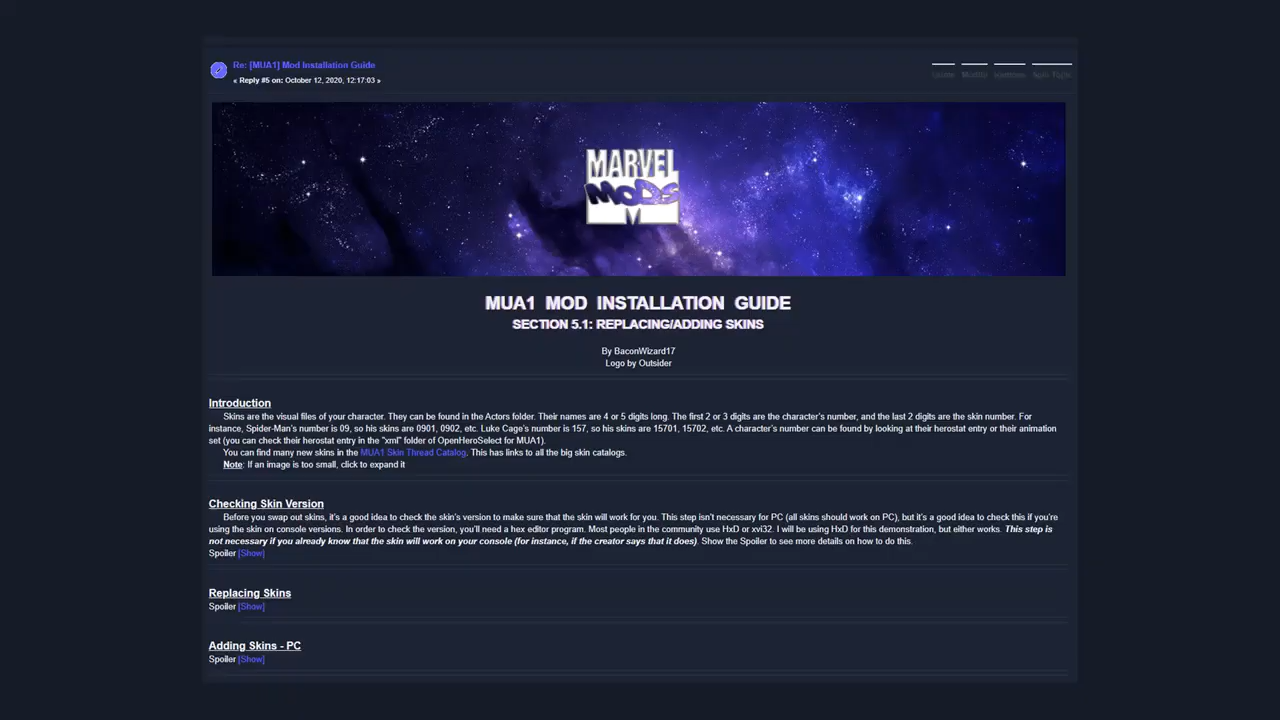 Re: [MUA1] Mod Installation Guide
« Reply #5 on: October 12, 2020, 12:17:03 »
Quote Modify Remove Split Topic
MARVEL
MODS
M
MUA1 MOD INSTALLATION GUIDE
SECTION 5.1: REPLACING/ADDING SKINS
By BaconWizard17
Logo by Outsider
Introduction
Skins are the visual files of your character. They can be found in the Actors folder. Their names are 4 or 5 digits long. The first 2 or 3 digits are the character's number, and the last 2 digits are the skin number. For
instance, Spider-Man's number is 09, so his skins are 0901, 0902, etc. Luke Cage's number is 157, so his skins are 15701, 15702, etc. A character's number can be found by looking at their herostat entry or their animation
set (you can check their herostat entry in the "xml" folder of OpenHeroSelect for MUA1).
You can find many new skins in the MUA1 Skin Thread Catalog. This has links to all the big skin catalogs.
Note: If an image is too small, click to expand it
Checking Skin Version
Before you swap out skins, it's a good idea to check the skin's version to make sure that the skin will work for you. This step isn't necessary for PC (all skins should work on PC), but it's a good idea to check this if you're
using the skin on console versions. In order to check the version, you'll need a hex editor program. Most people in the community use HxD or xvi32. I will be using HxD for this demonstration, but either works. This step is
not necessary if you already know that the skin will work on your console (for instance, if the creator says that it does). Show the Spoiler to see more details on how to do this.
Spoiler [Show]
Replacing Skins
Spoiler [Show]
Adding Skins - PC
Spoiler [Show]